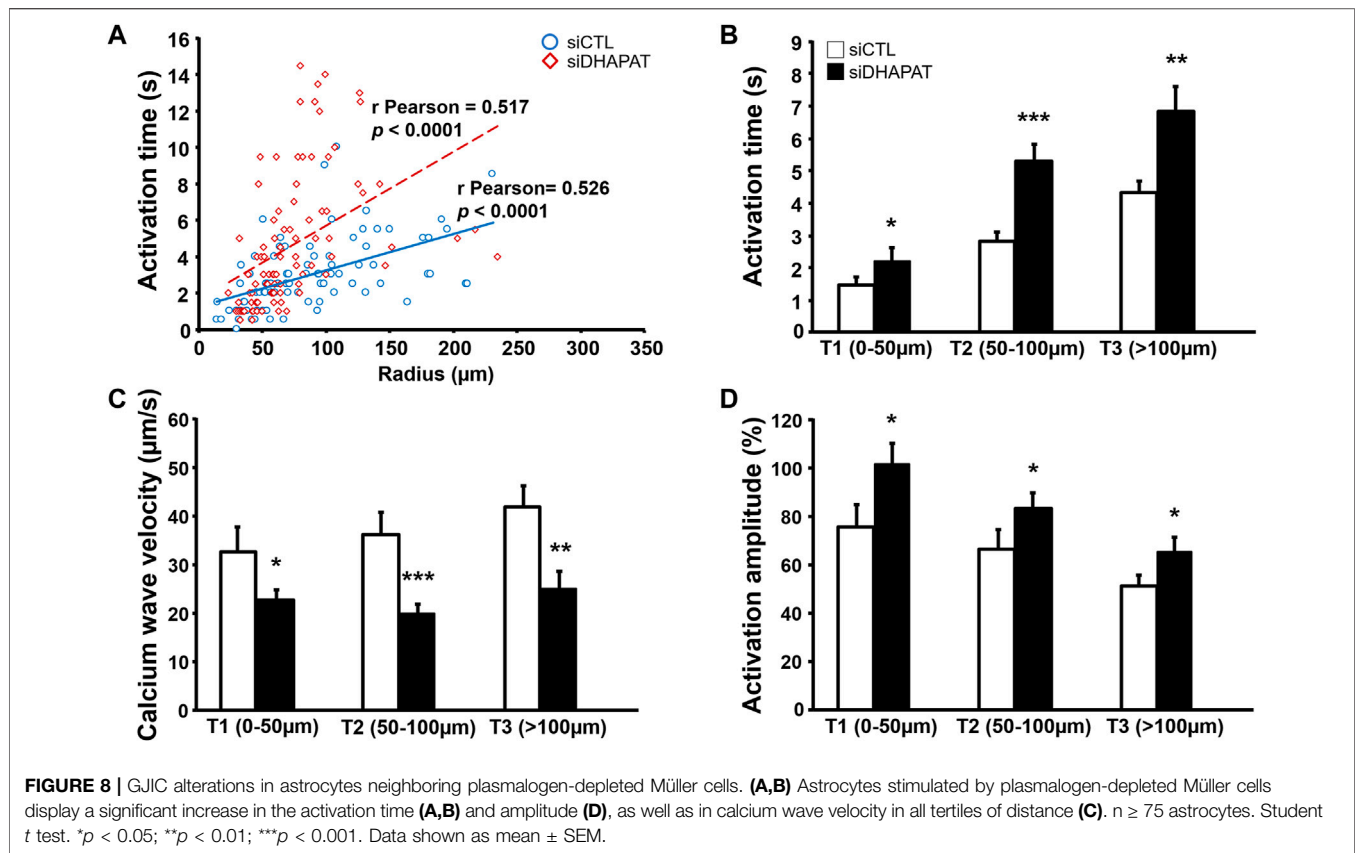 A
16
14
12
10
8
6
4
2
0
Activation time (s)
0 50 100 150 200 250 300 350
Radius (µm)
siCTL
siDHAPAT
r Pearson = 0.517
p < 0.0001
r Pearson= 0.526
p < 0.0001
B
9
8
7
6
5
4
3
2
1
0
Activation time (s)
siCTL
siDHAPAT
*
***
**
T1 (0-50µm) T2 (50-100µm) T3 (>100µm)
C
60
50
40
30
20
10
0
Calcium wave velocity (µm/s)
*
***
**
T1 (0-50µm) T2 (50-100µm) T3 (>100µm)
D
120
100
80
60
40
20
0
Activation amplitude (%)
*
*
*
T1 (0-50µm) T2 (50-100µm) T3 (>100µm)
FIGURE 8 | GJIC alterations in astrocytes neighboring plasmalogen-depleted Müller cells. (A,B) Astrocytes stimulated by plasmalogen-depleted Müller cells
display a significant increase in the activation time (A,B) and amplitude (D), as well as in calcium wave velocity in all tertiles of distance (C). n ≥ 75 astrocytes. Student
t test. *p < 0.05; **p < 0.01; ***p < 0.001. Data shown as mean ± SEM.